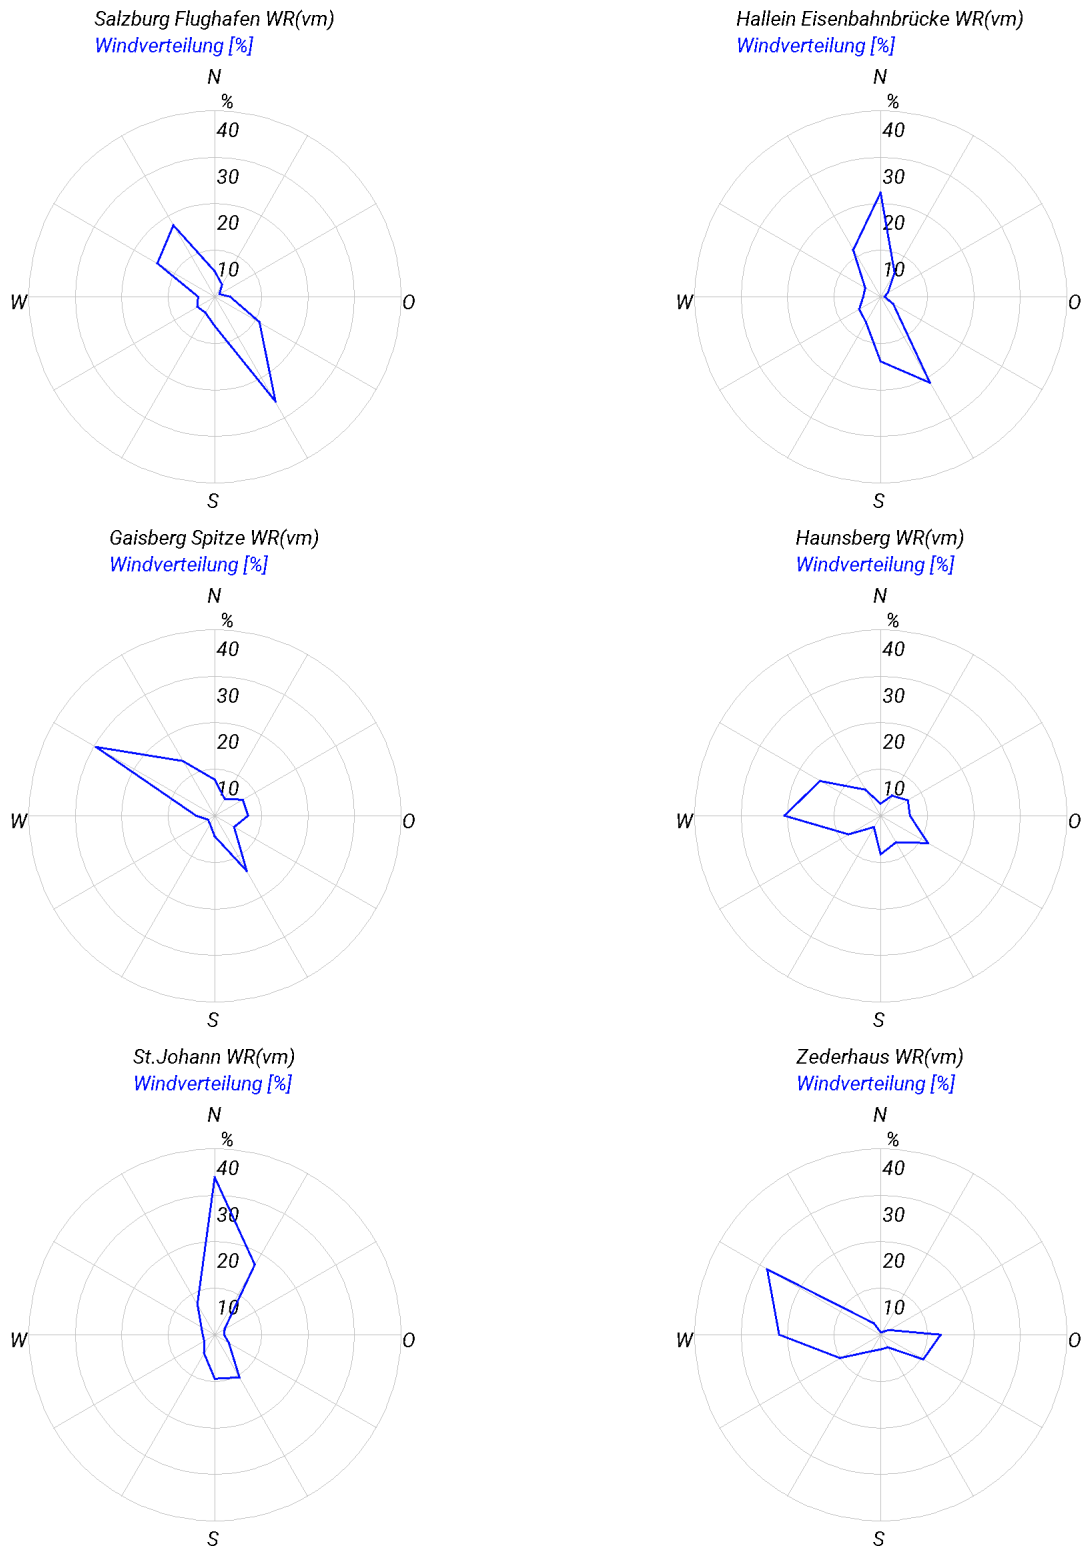 Salzburg Flughafen WR(vm)
Windverteilung [%]
N
%
40
30
20
10
W
O
S
Hallein Eisenbahnbrücke WR(vm)
Windverteilung [%]
N
%
40
30
20
10
W
O
S
Gaisberg Spitze WR(vm)
Windverteilung [%]
N
%
40
30
20
10
W
O
S
Haunsberg WR(vm)
Windverteilung [%]
N
%
40
30
20
10
W
O
S
St.Johann WR(vm)
Windverteilung [%]
N
%
40
30
20
10
W
O
S
Zederhaus WR(vm)
Windverteilung [%]
N
%
40
30
20
10
W
O
S